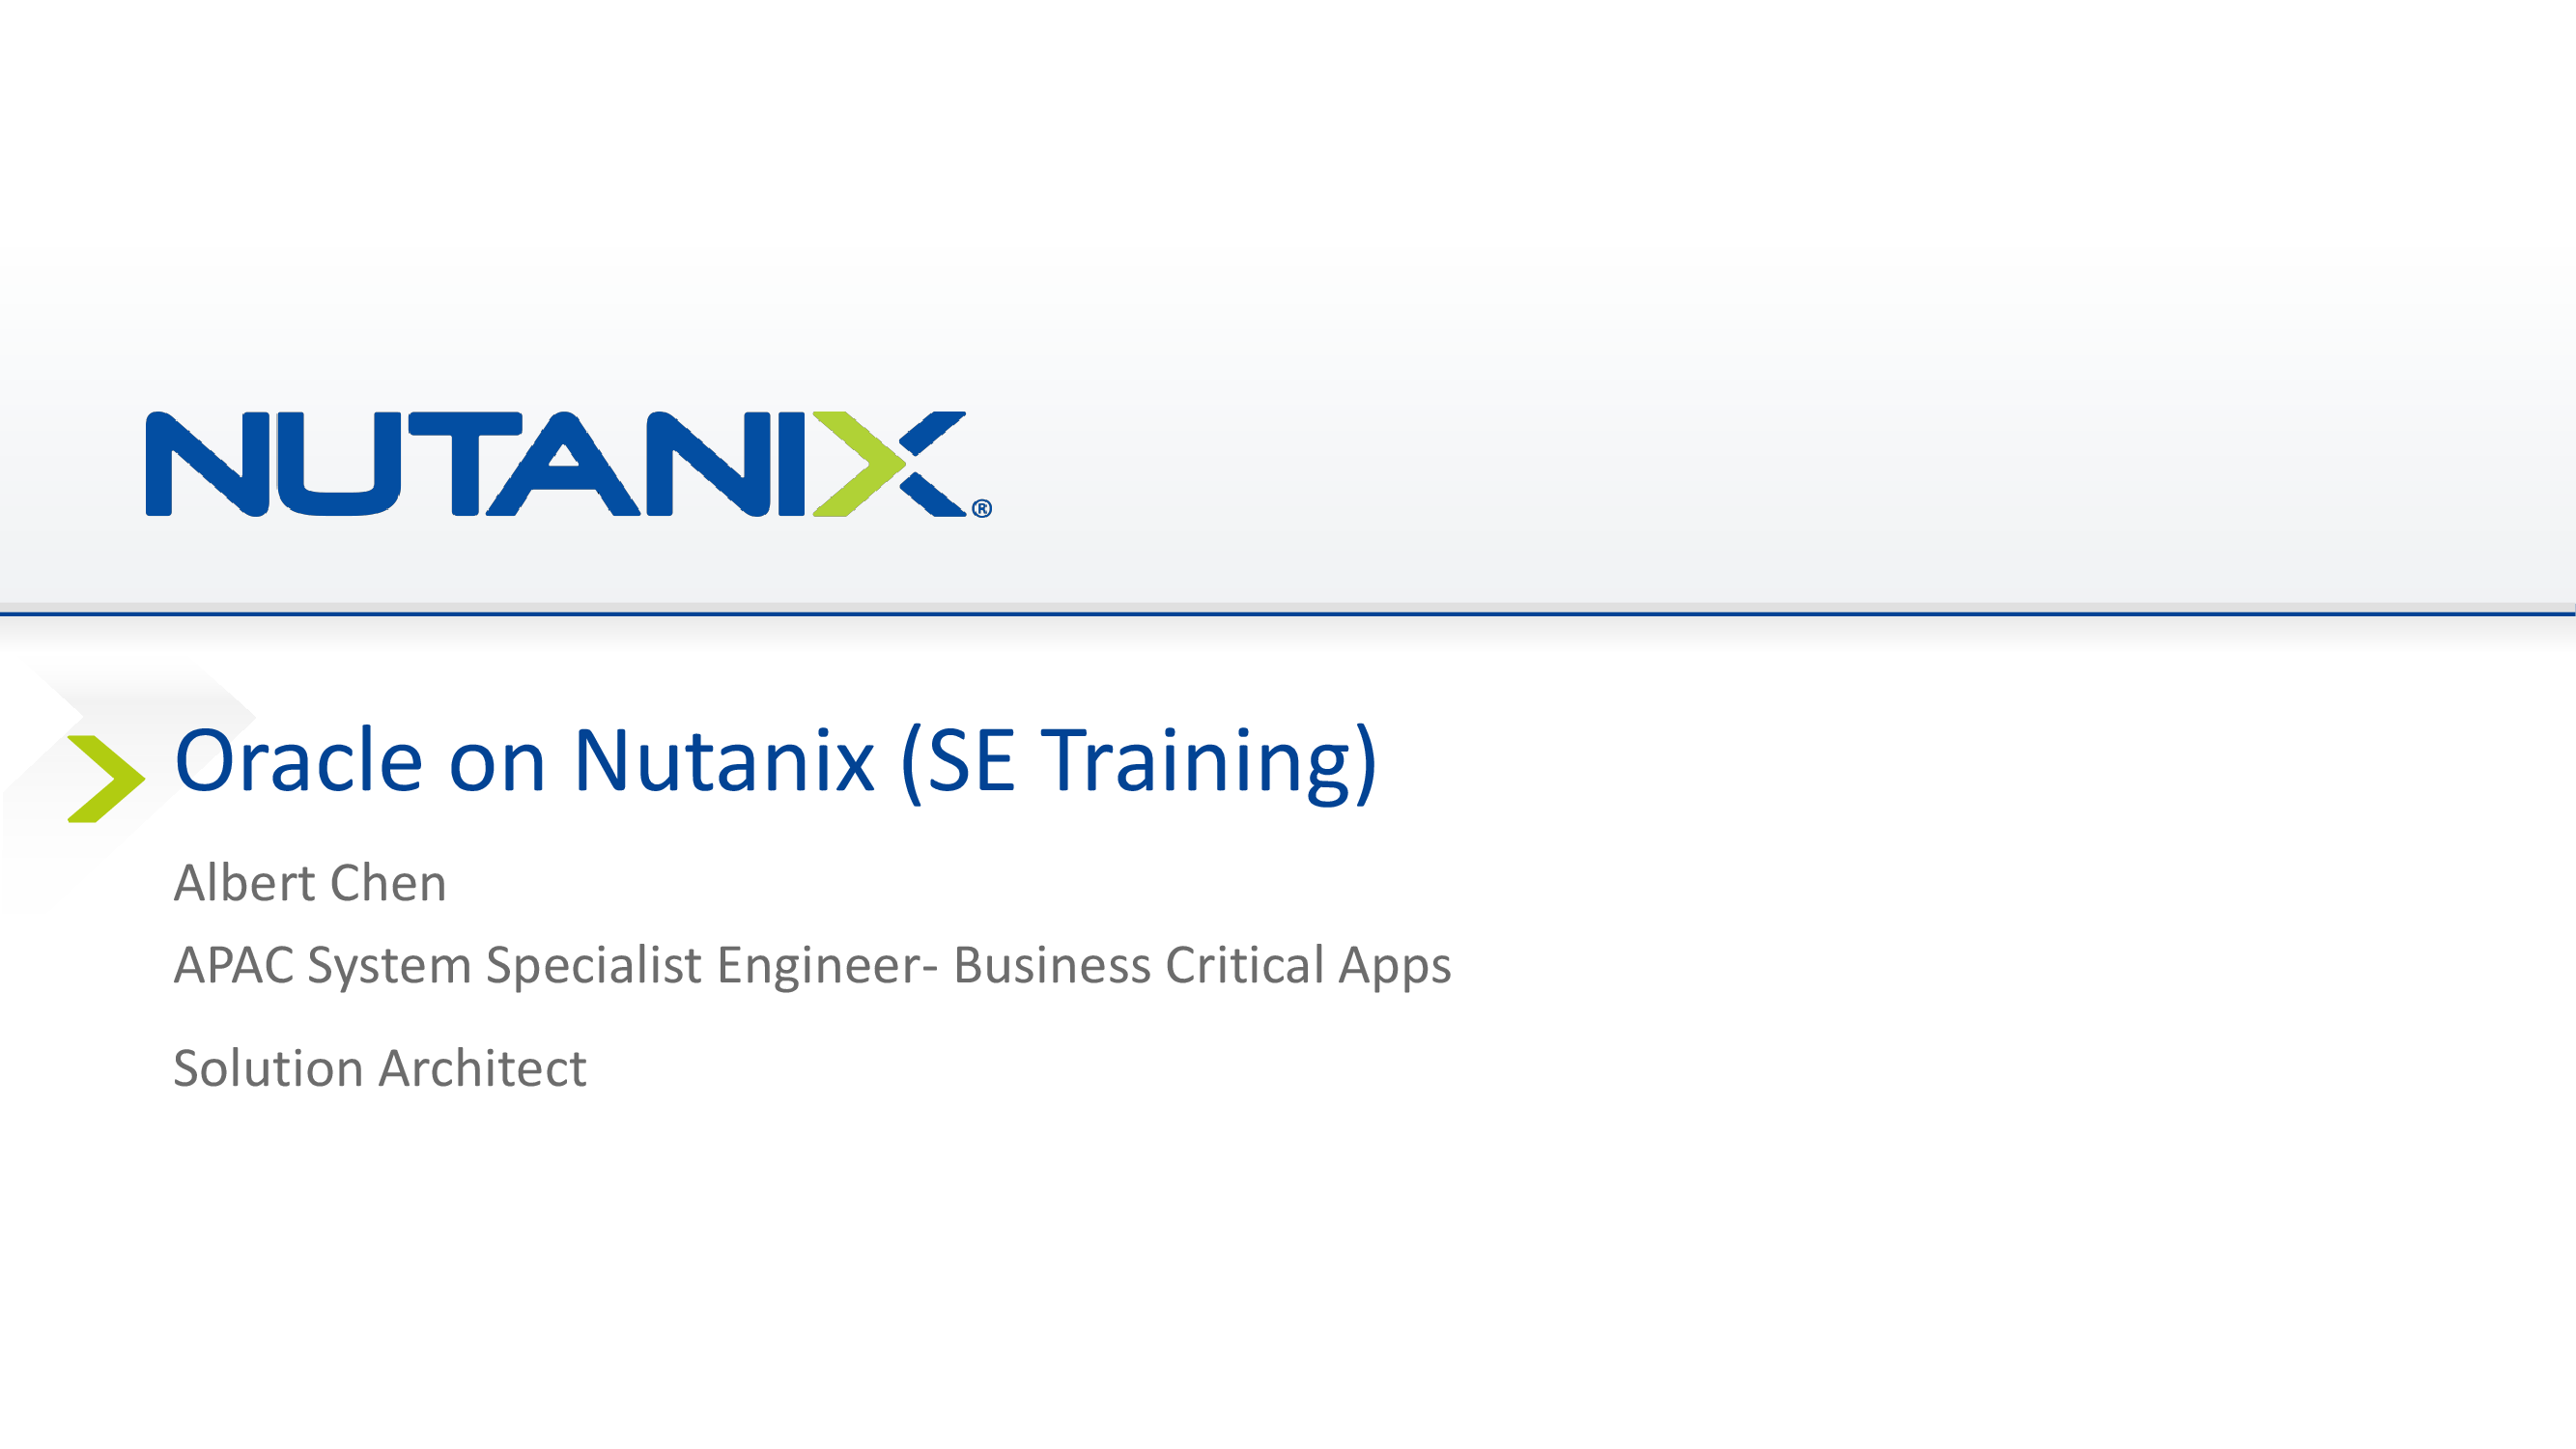 NUTANIX®
Oracle on Nutanix (SE Training)
Albert Chen
APAC System Specialist Engineer- Business Critical Apps
Solution Architect